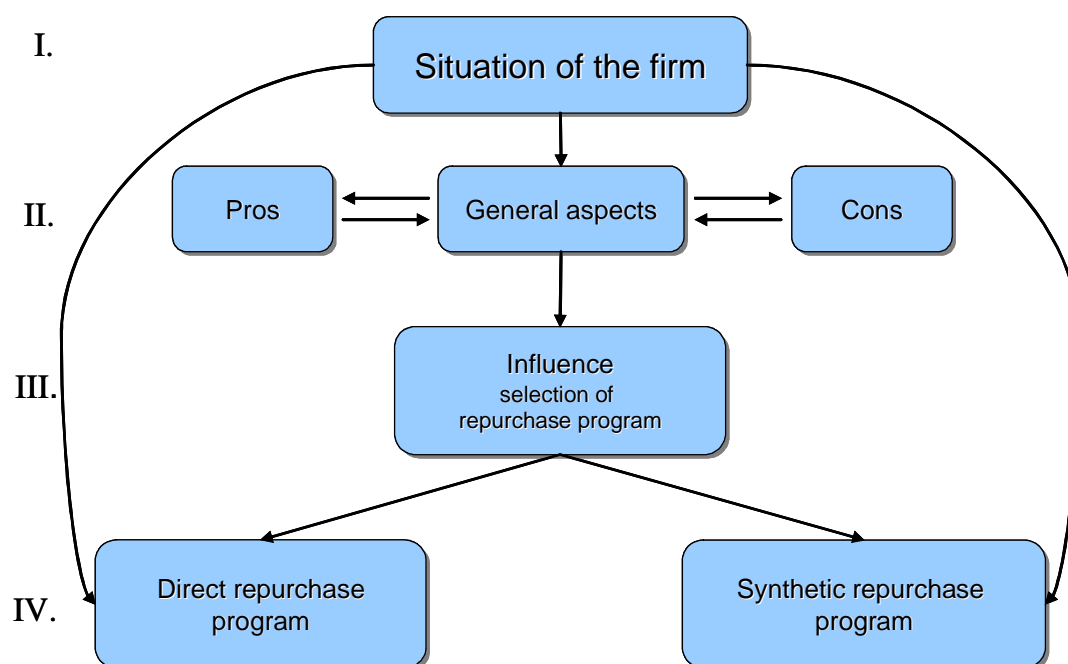 I.
Situation of the firm
II.
Pros
General aspects
Cons
III.
Influence
selection of
repurchase program
IV.
Direct repurchase
program
Synthetic repurchase
program